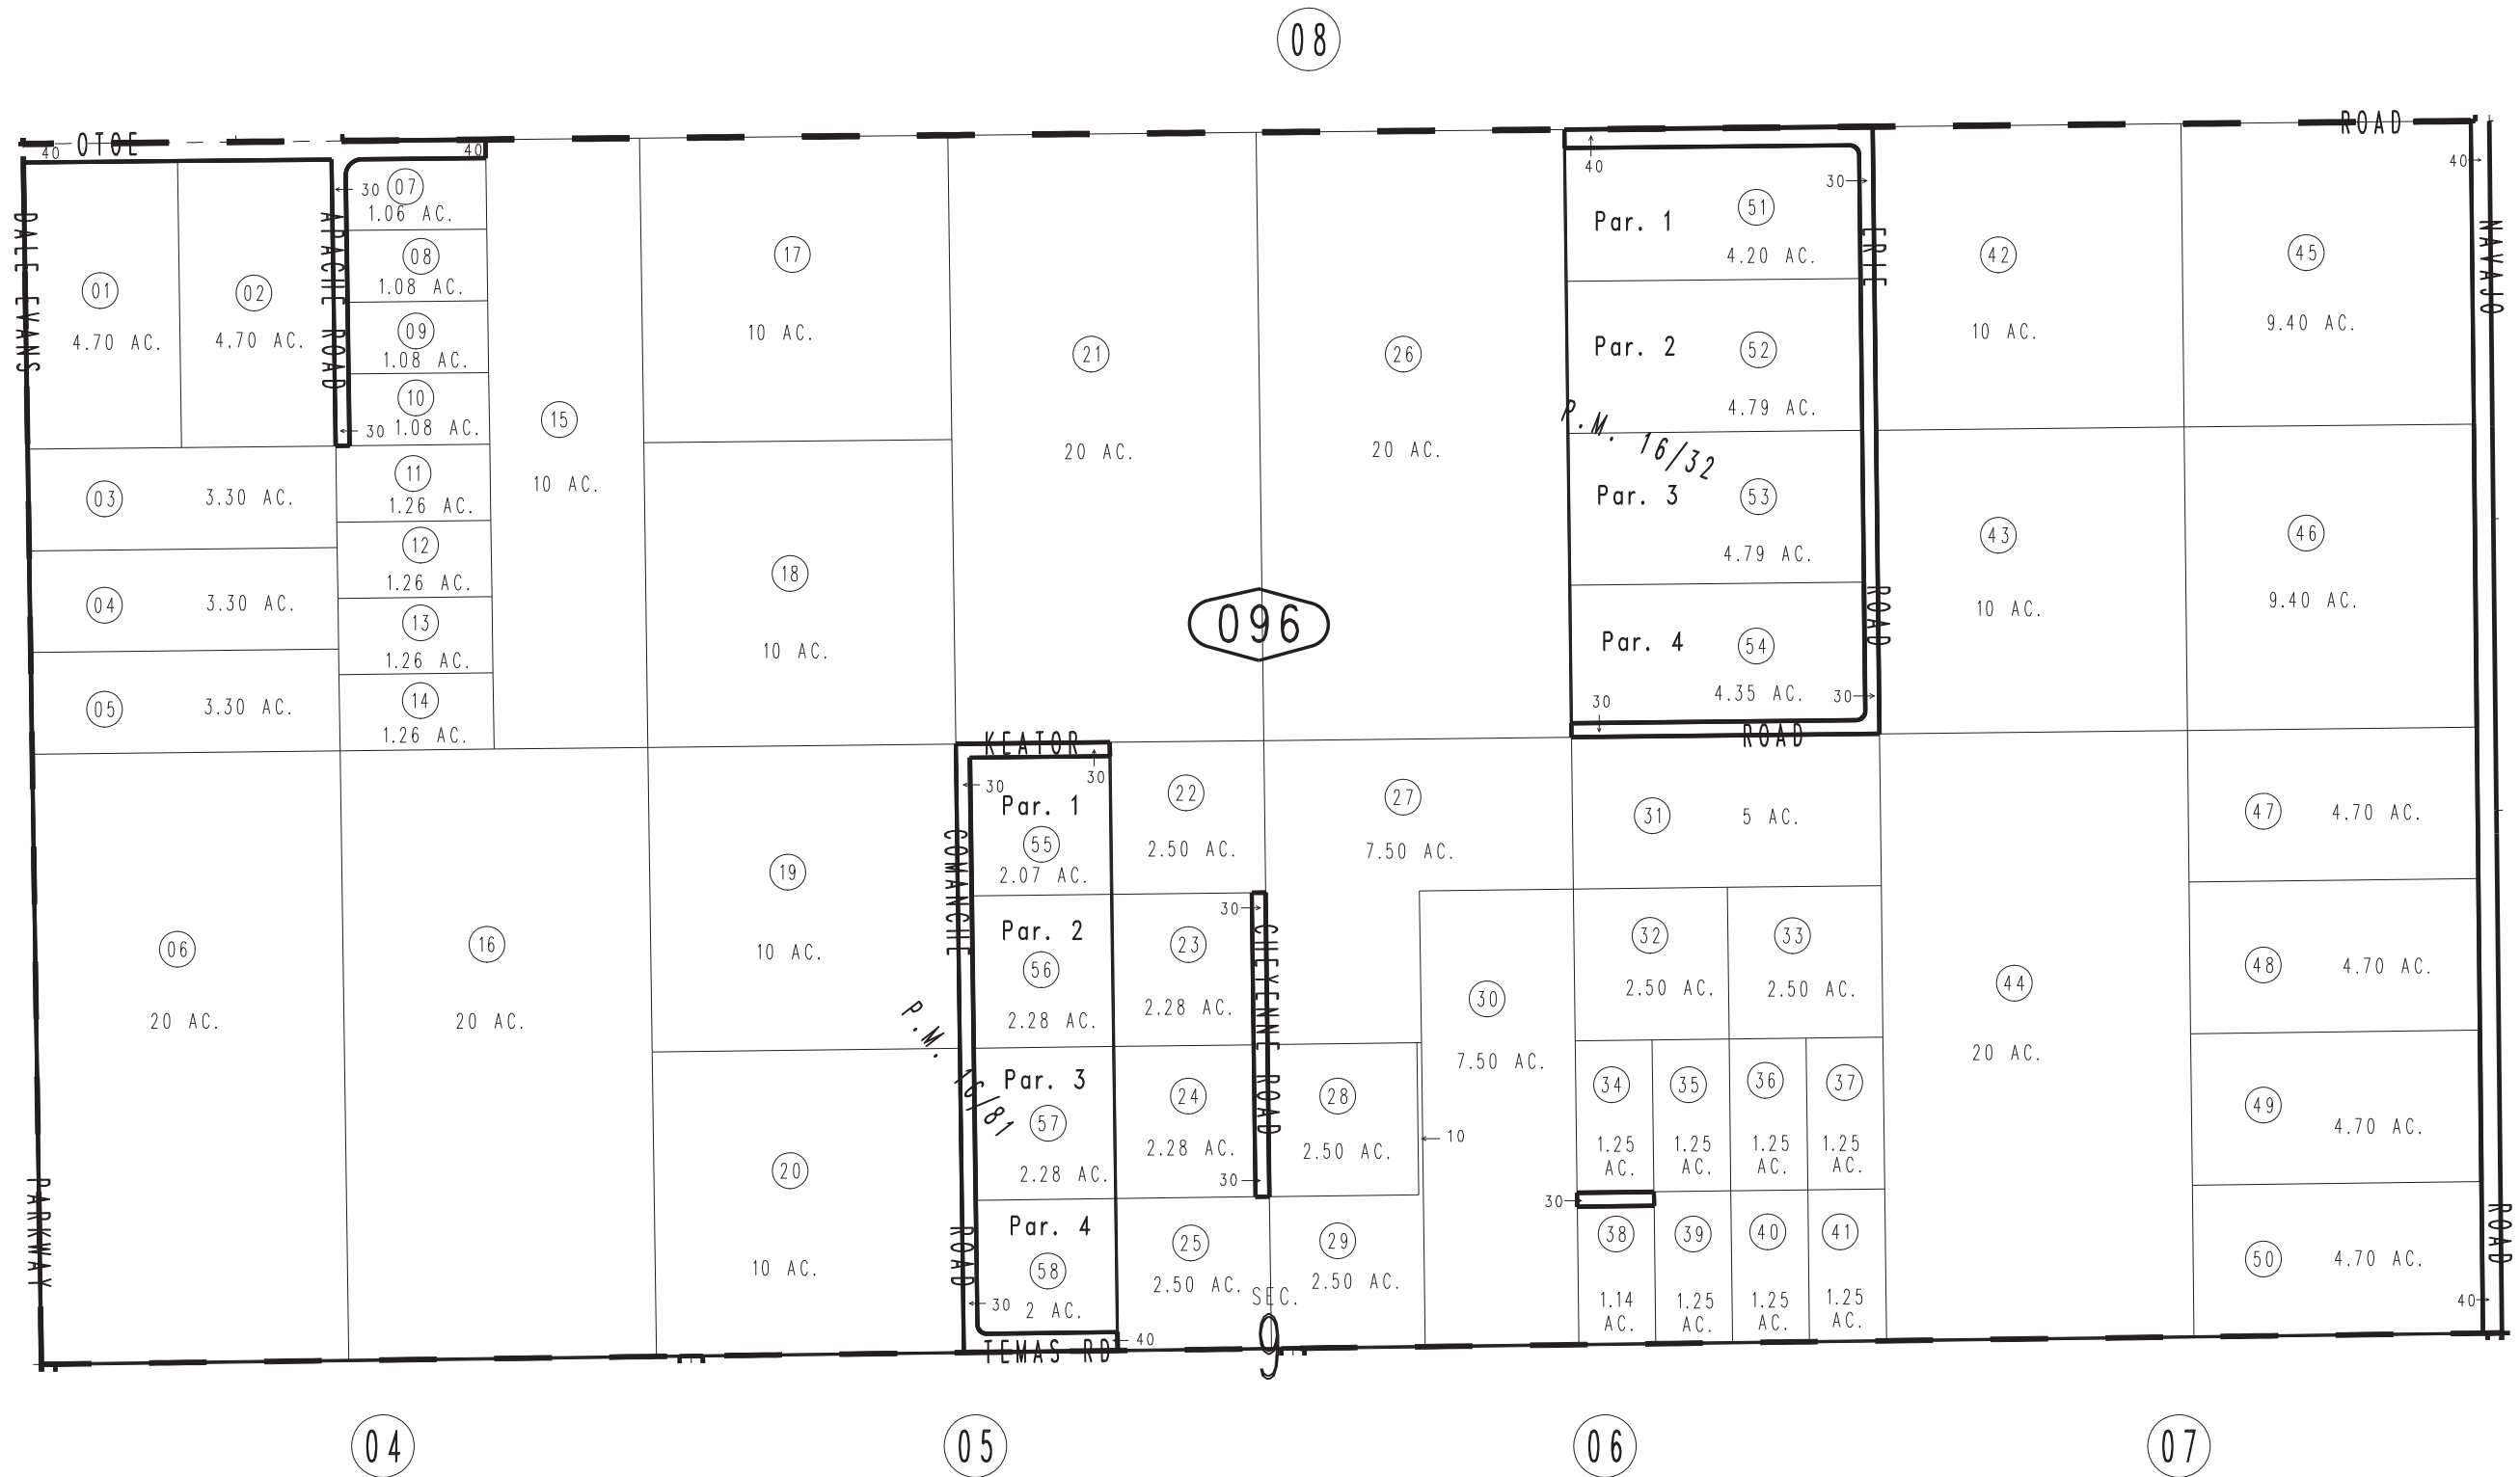 08
OTOE
ROAD
40
40
40
30
40
DALE EVANS
APACHE ROAD
ERIE
NAVAJO
01
4.70 AC.
02
4.70 AC.
30
07
1.06 AC.
08
1.08 AC.
09
1.08 AC.
10
30
1.08 AC.
03
3.30 AC.
04
3.30 AC.
05
3.30 AC.
11
1.26 AC.
12
1.26 AC.
13
1.26 AC.
14
1.26 AC.
15
10 AC.
17
10 AC.
18
10 AC.
21
20 AC.
26
20 AC.
096
Par. 1
51
4.20 AC.
Par. 2
52
4.79 AC.
P.M. 16/32
Par. 3
53
4.79 AC.
Par. 4
54
4.35 AC.
30
30
ROAD
ROAD
42
10 AC.
43
10 AC.
45
9.40 AC.
46
9.40 AC.
06
20 AC.
PARKWAY
16
20 AC.
19
10 AC.
20
10 AC.
KEATOR
30
30
COMANCHE
ROAD
P.M. 16/81
Par. 1
55
2.07 AC.
Par. 2
56
2.28 AC.
Par. 3
57
2.28 AC.
Par. 4
58
2 AC.
30
40
TEMAS RD
22
2.50 AC.
30
23
2.28 AC.
24
2.28 AC.
30
25
2.50 AC.
CHEYENNE ROAD
27
7.50 AC.
28
2.50 AC.
29
2.50 AC.
SEC.
9
10
30
7.50 AC.
31
5 AC.
32
2.50 AC.
33
2.50 AC.
34
1.25
AC.
35
1.25
AC.
36
1.25
AC.
37
1.25
AC.
30
38
1.14
AC.
39
1.25
AC.
40
1.25
AC.
41
1.25
AC.
44
20 AC.
47
4.70 AC.
48
4.70 AC.
49
4.70 AC.
50
4.70 AC.
40
ROAD
04
05
06
07